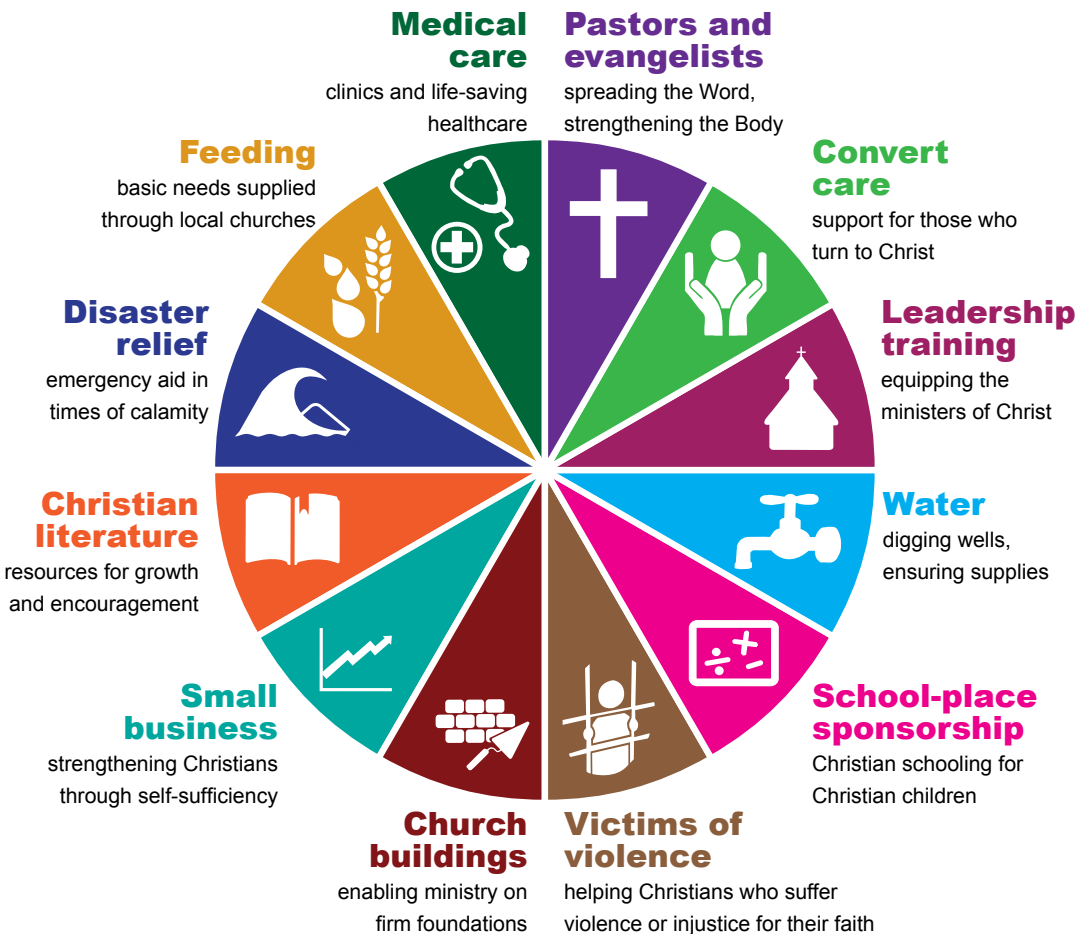 Medical
care
clinics and life-saving
healthcare
Pastors and
evangelists
spreading the Word,
strengthening the Body
Convert
care
support for those who
turn to Christ
Leadership
training
equipping the
ministers of Christ
Water
digging wells,
ensuring supplies
School-place
sponsorship
Christian schooling for
Christian children
Victims of
violence
helping Christians who suffer
violence or injustice for their faith
Church
buildings
enabling ministry on
firm foundations
Small
business
strengthening Christians
through self-sufficiency
Christian
literature
resources for growth
and encouragement
Disaster
relief
emergency aid in
times of calamity
Feeding
basic needs supplied
through local churches